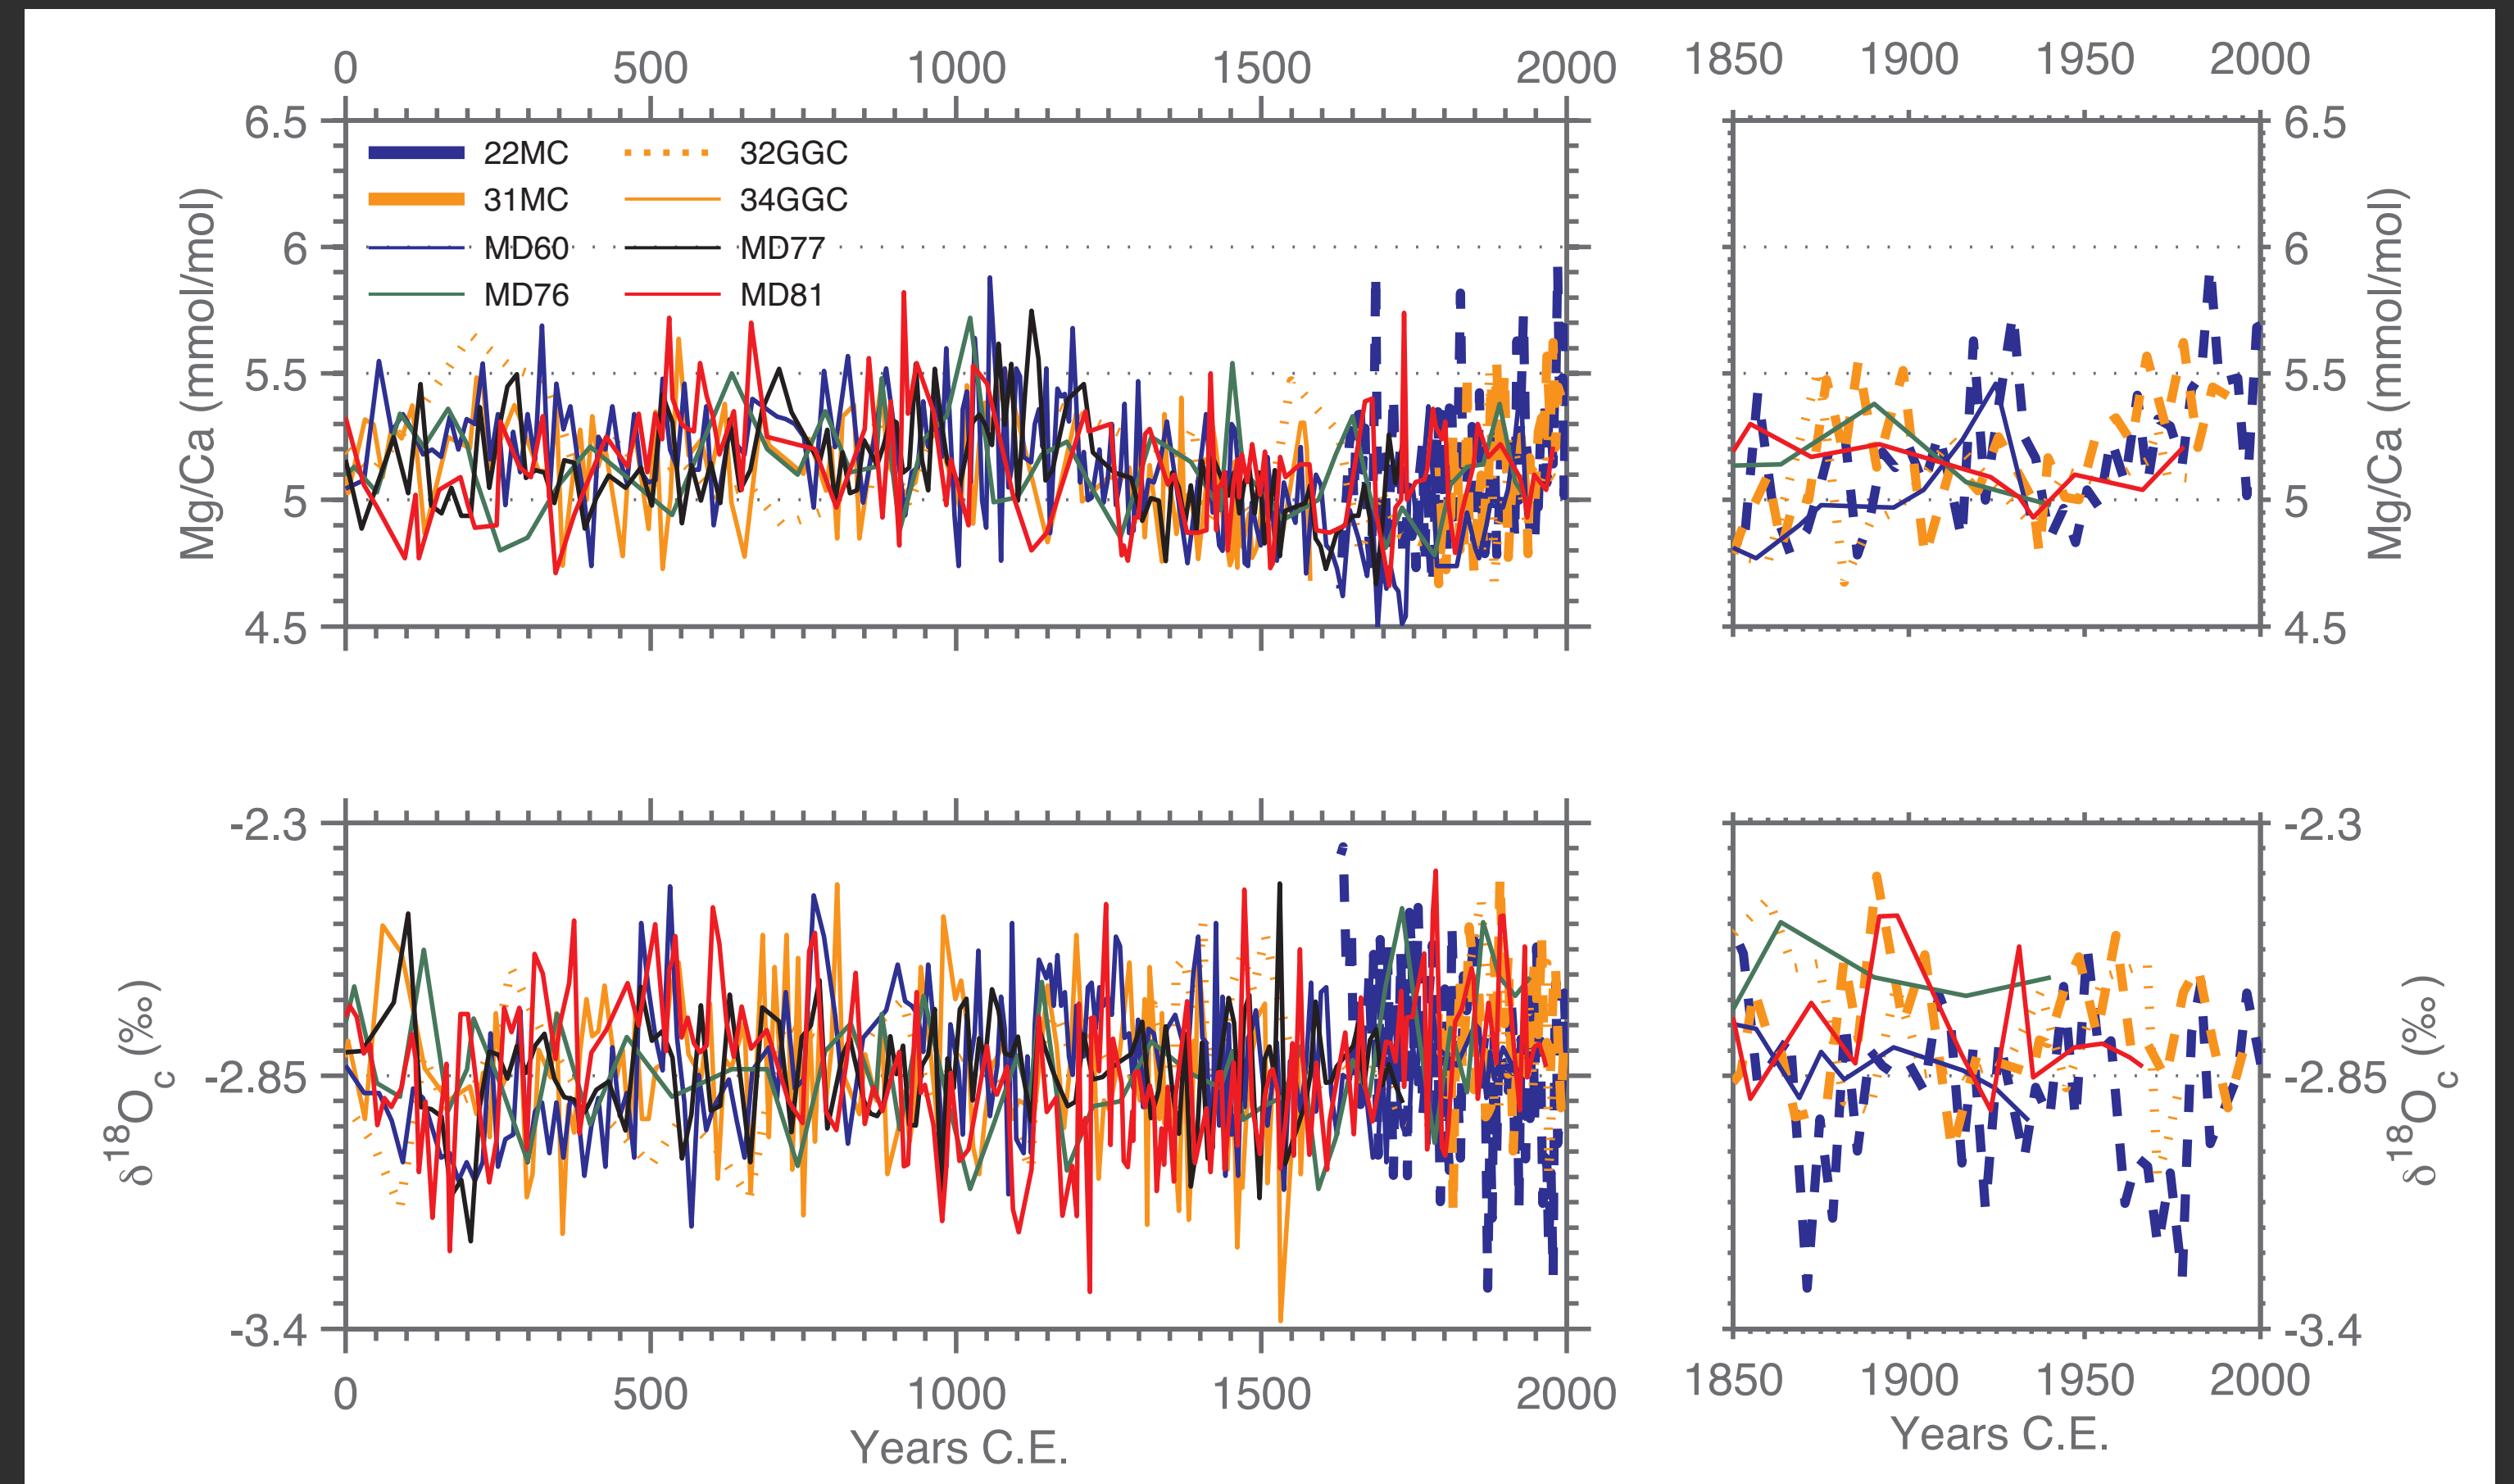 0 500 1000 1500 2000 1850 1900 1950 2000
6.5 6.5
22MC 32GGC
31MC 34GGC
6 MD60 MD77 6
MD76 MD81
Mg/Ca (mmol/mol) Mg/Ca (mmol/mol)
5.5 5.5
5 5
4.5 4.5
-2.3 -2.3
-2.85 -2.85
δ18Oc (‰) δ18Oc (‰)
-3.4 -3.4
0 500 1000 1500 2000 1850 1900 1950 2000
Years C.E. Years C.E.